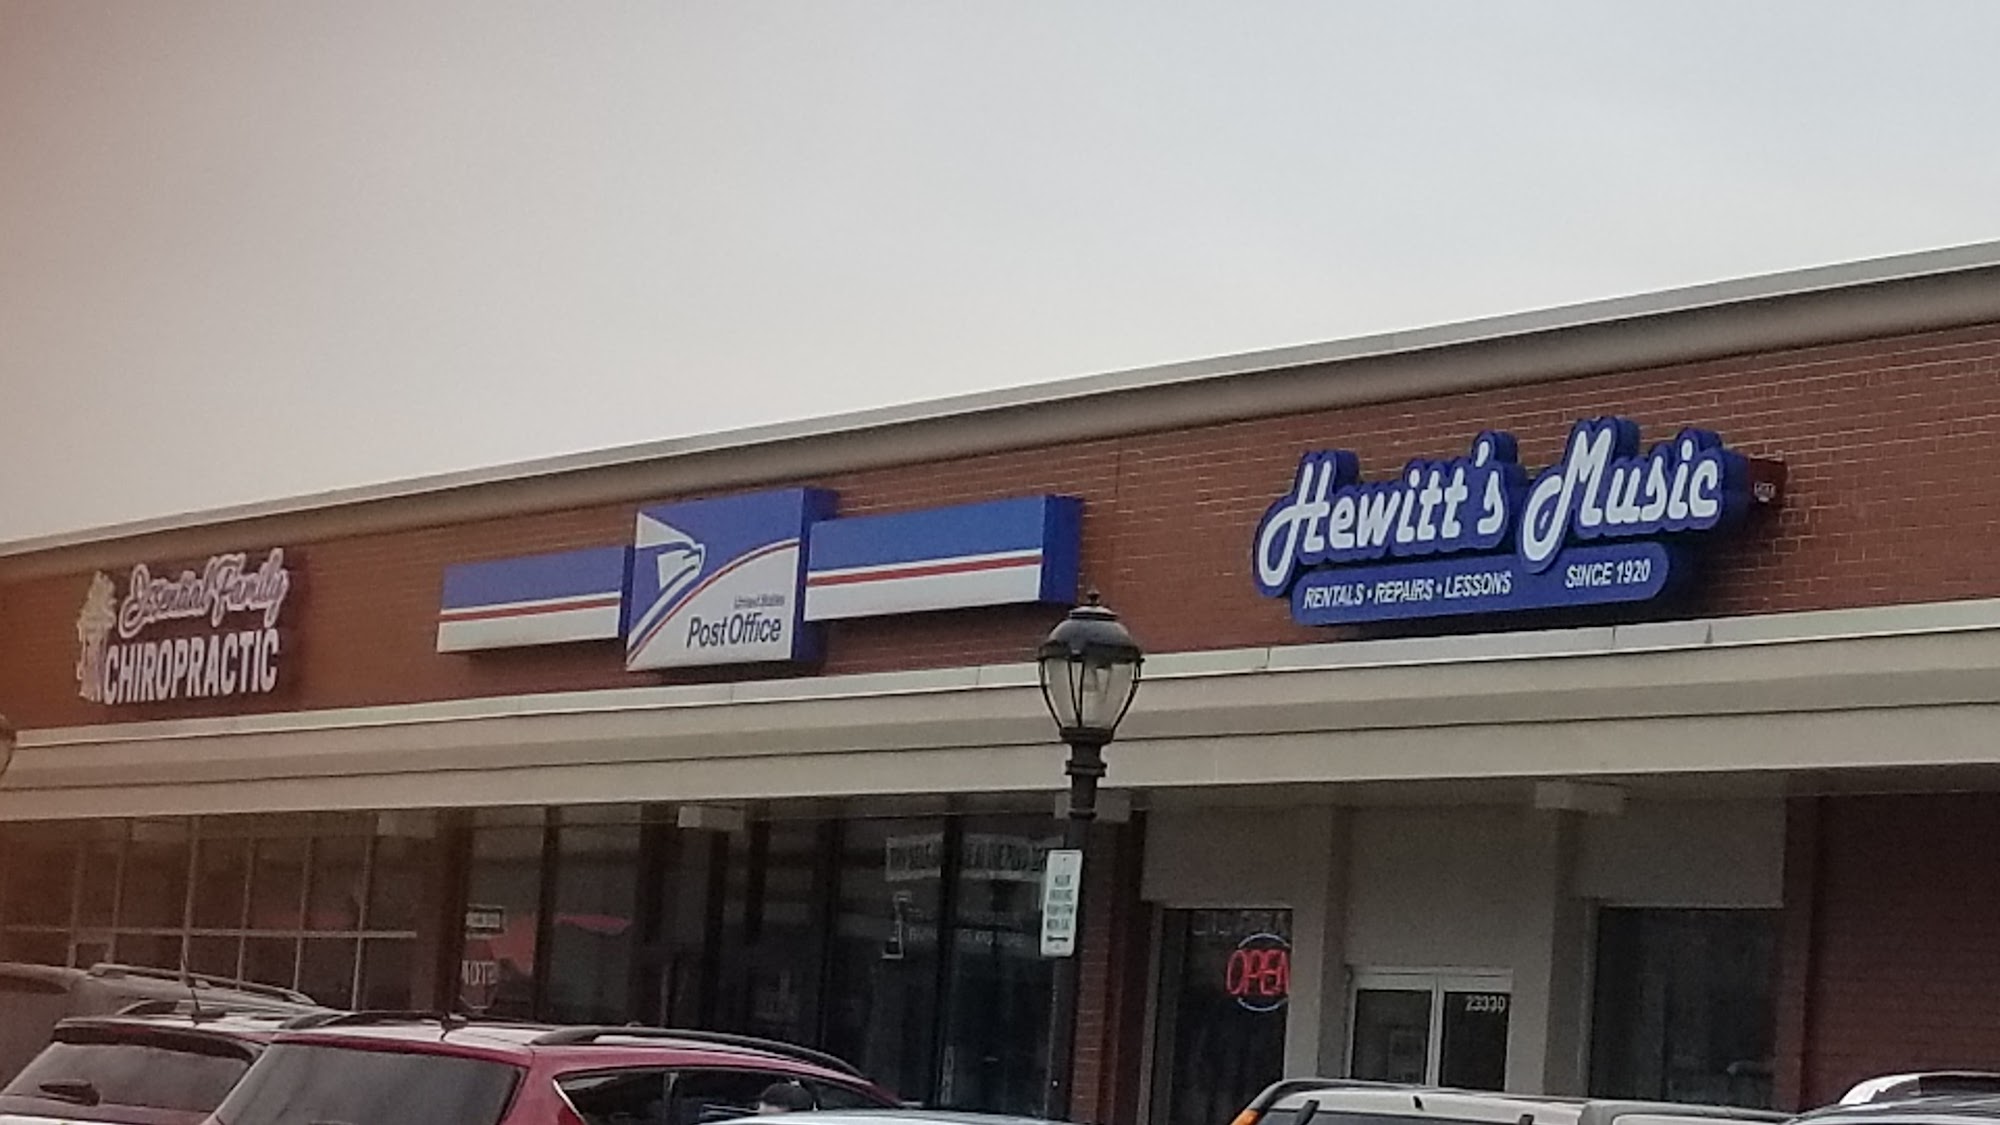 Essential Family
CHIROPRACTIC
United States
Post Office
Hewitt's Music
RENTALS • REPAIRS • LESSONS
SINCE 1920
OPEN
23330